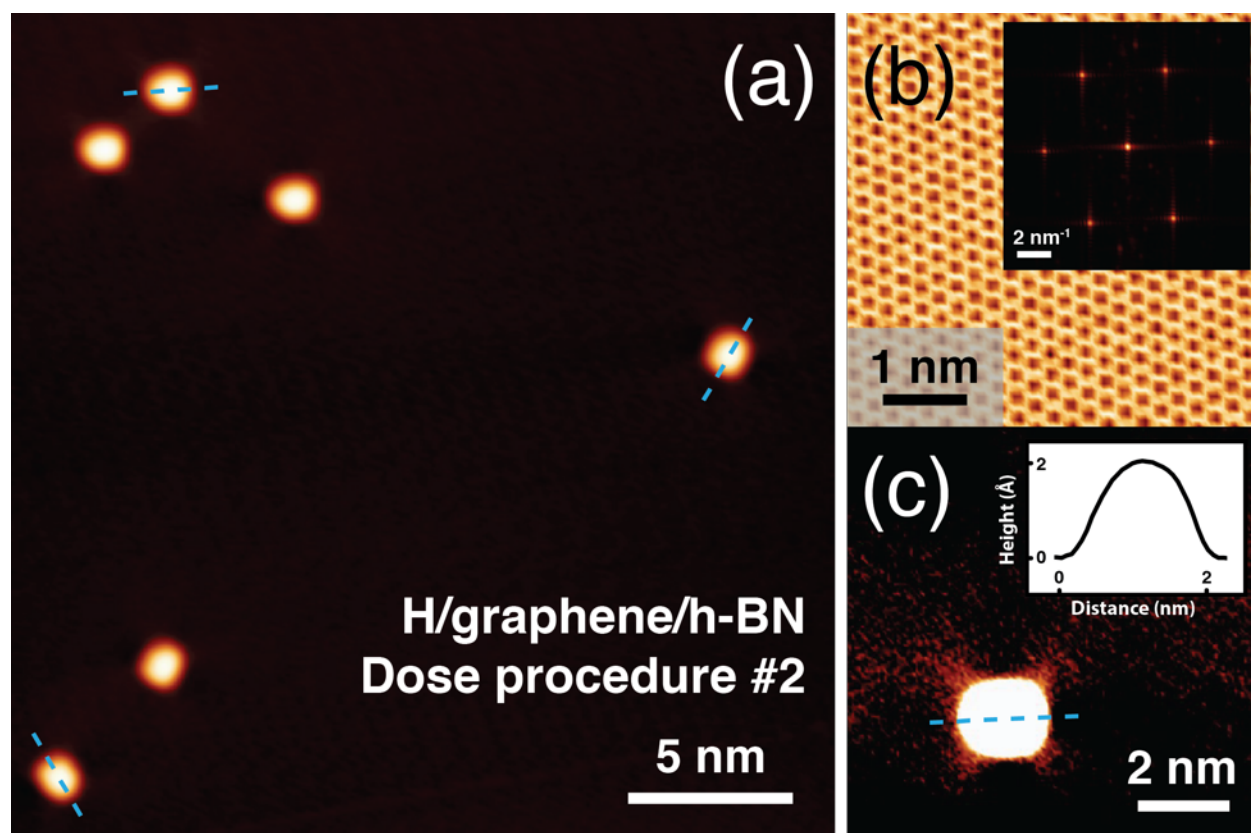 (a)
H/graphene/h-BN
Dose procedure #2
5 nm
(b)
2 nm-1
1 nm
(c)
2
Height (Å)
0
0
2
Distance (nm)
2 nm